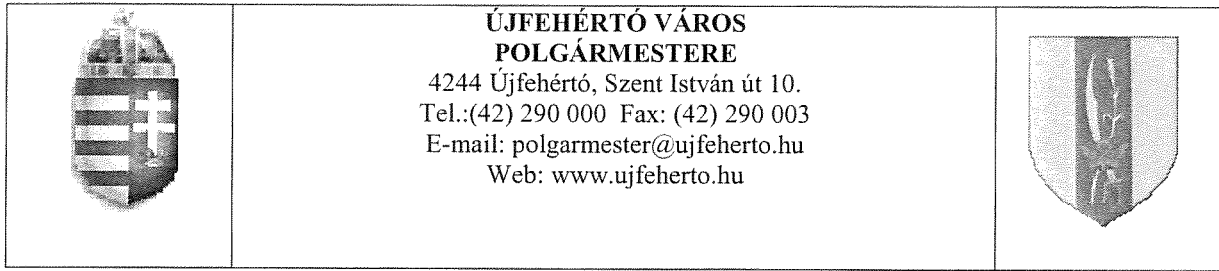 ÚJFEHÉRTÓ VÁROS
POLGÁRMESTERE
4244 Újfehértó, Szent István út 10.
Tel.:(42) 290 000 Fax: (42) 290 003
E-mail: polgarmester@ujfeherto.hu
Web: www.ujfeherto.hu